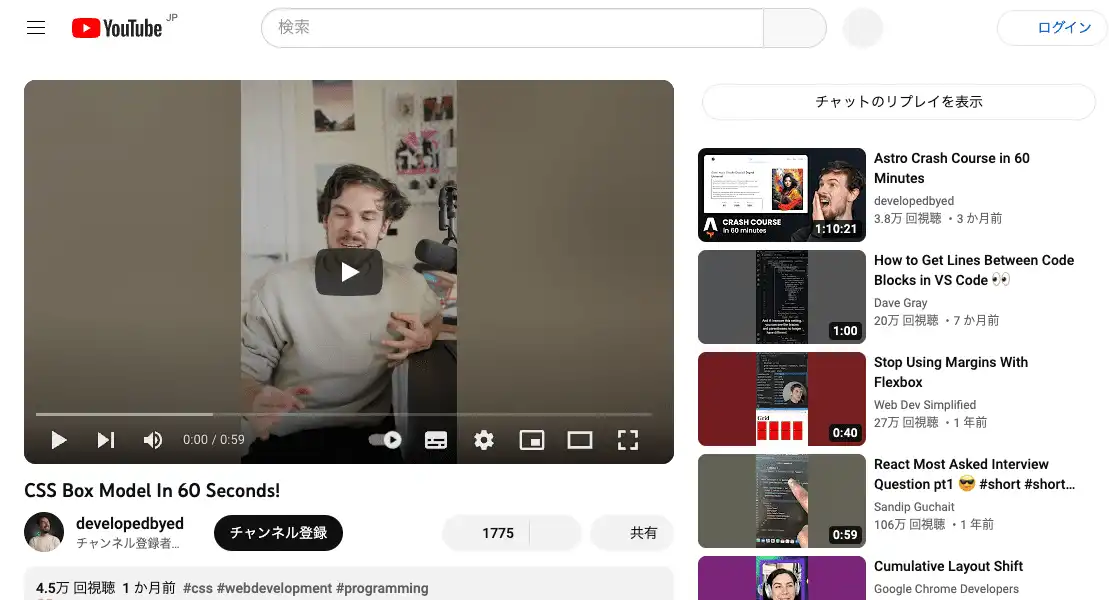 YouTube JP
検索
ログイン
チャットのリプレイを表示
0:00 / 0:59
CSS Box Model In 60 Seconds!
developedbyed
チャンネル登録者...
チャンネル登録
1775
共有
4.5万 回視聴 1 か月前 #css #webdevelopment #programming
CRASH COURSE
in 60 minutes
1:10:21
Astro Crash Course in 60
Minutes
developedbyed
3.8万 回視聴 ・3 か月前
1:00
How to Get Lines Between Code
Blocks in VS Code 👀
Dave Gray
20万 回視聴 ・7 か月前
Grid
0:40
Stop Using Margins With
Flexbox
Web Dev Simplified
27万 回視聴 ・1 年前
0:59
React Most Asked Interview
Question pt1 😎 #short #short...
Sandip Guchait
106万 回視聴 ・1 年前
Cumulative Layout Shift
Google Chrome Developers